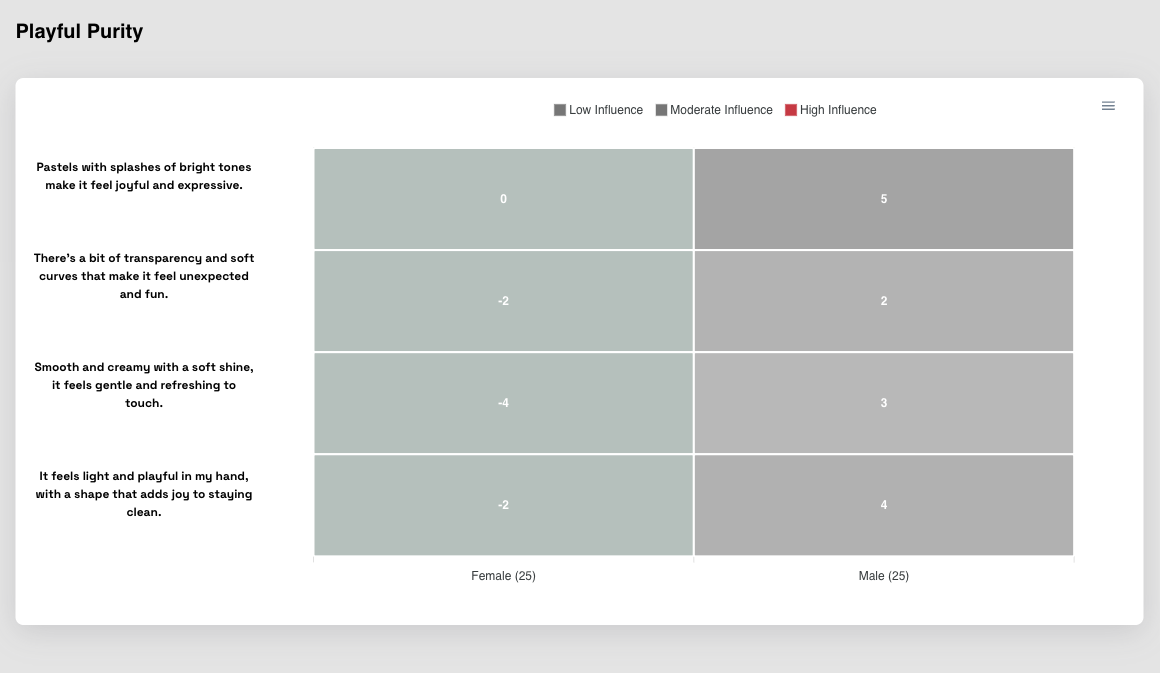 Playful Purity
Low Influence Moderate Influence High Influence
Pastels with splashes of bright tones
make it feel joyful and expressive.
0 5
There's a bit of transparency and soft
curves that make it feel unexpected
and fun.
-2 2
Smooth and creamy with a soft shine,
it feels gentle and refreshing to
touch.
-4 3
It feels light and playful in my hand,
with a shape that adds joy to staying
clean.
-2 4
Female (25) Male (25)